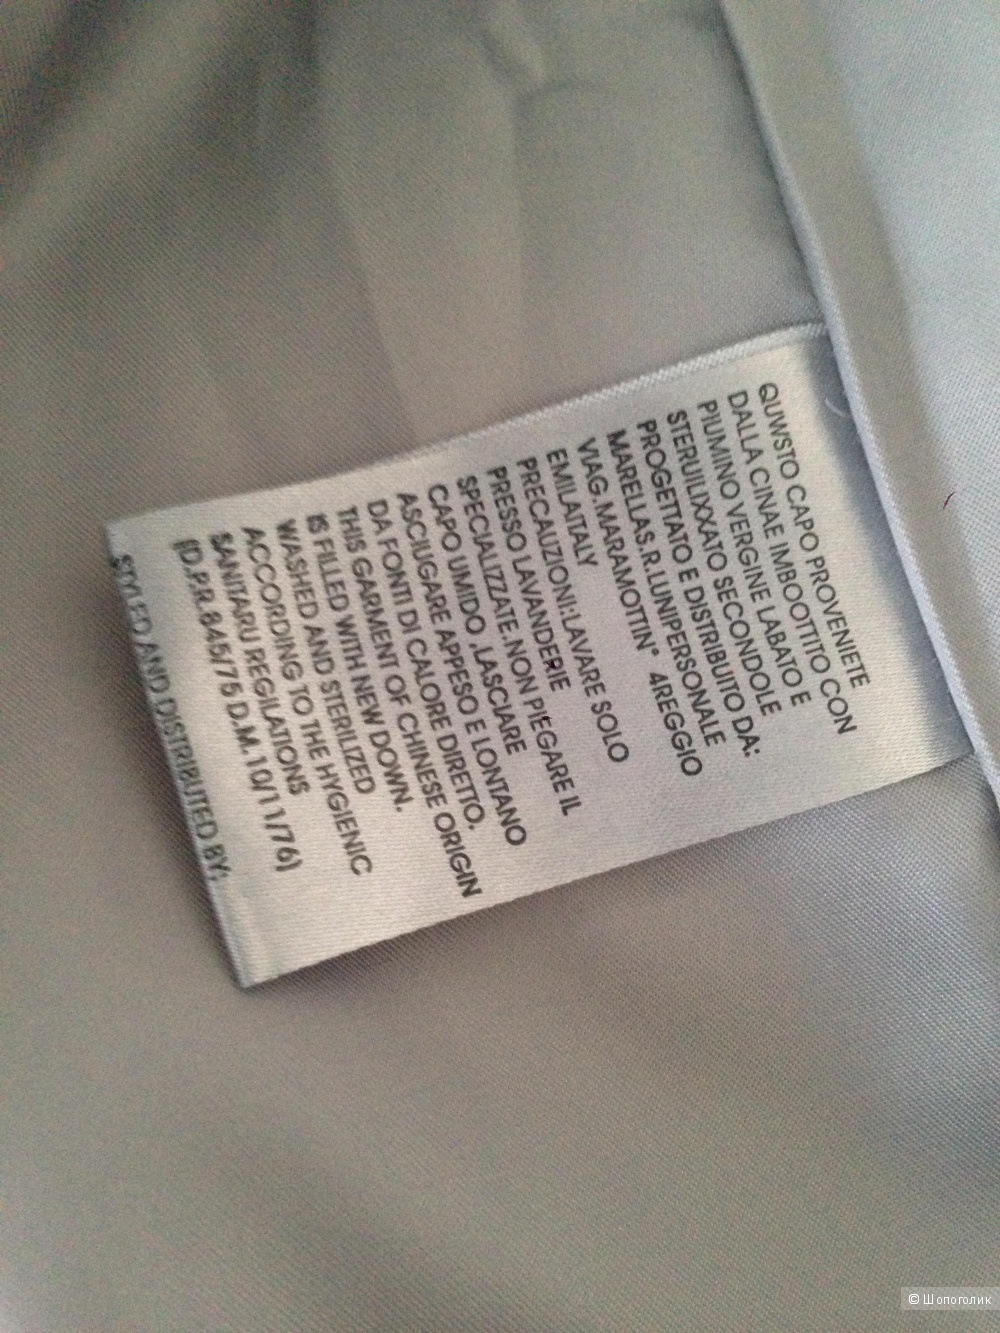 QUWSTO CAPO PROVENIETE
DALLA CINAE IMBOOTTITO CON
PIUMINO VERGINE LABATO E
STERUILIXXATO SECONDOLE
PROGETTATO E DISTRIBUITO DA:
MARELLAS.R.LUNIPERSONALE
VIAG.MARAMOTTIN° 4REGGIO
EMILAITALY
PRECAUZIONI:LAVARE SOLO
PRESSO LAVANDERIE
SPECIALIZZATE.NON PIEGARE IL
CAPO UMIDO ,LASCIARE
ASCIUGARE APPESO E LONTANO
DA FONTI DI CALORE DIRETTO.
THIS GARMENT OF CHINESE ORIGIN
IS FILLED WITH NEW DOWN.
WASHED AND STERILIZED
ACCORDING TO THE HYGIENIC
SANITARU REGILATIONS
(D.P.R.845/75 D.M.10/11/76)
STYLED AND DISTRIBUTED BY:
© Шопоголик